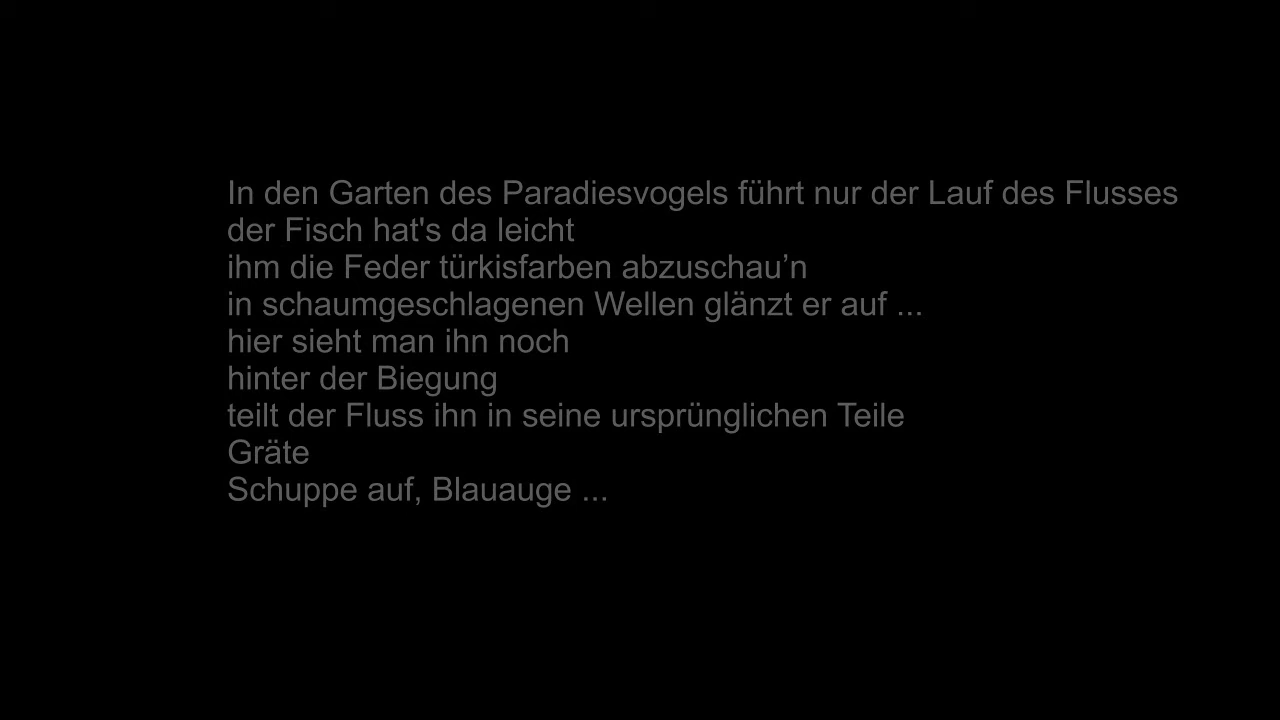 In den Garten des Paradiesvogels führt nur der Lauf des Flusses
der Fisch hat's da leicht
ihm die Feder türkisfarben abzuschau’n
in schaumgeschlagenen Wellen glänzt er auf ...
hier sieht man ihn noch
hinter der Biegung
teilt der Fluss ihn in seine ursprünglichen Teile
Gräte
Schuppe auf, Blauauge ...